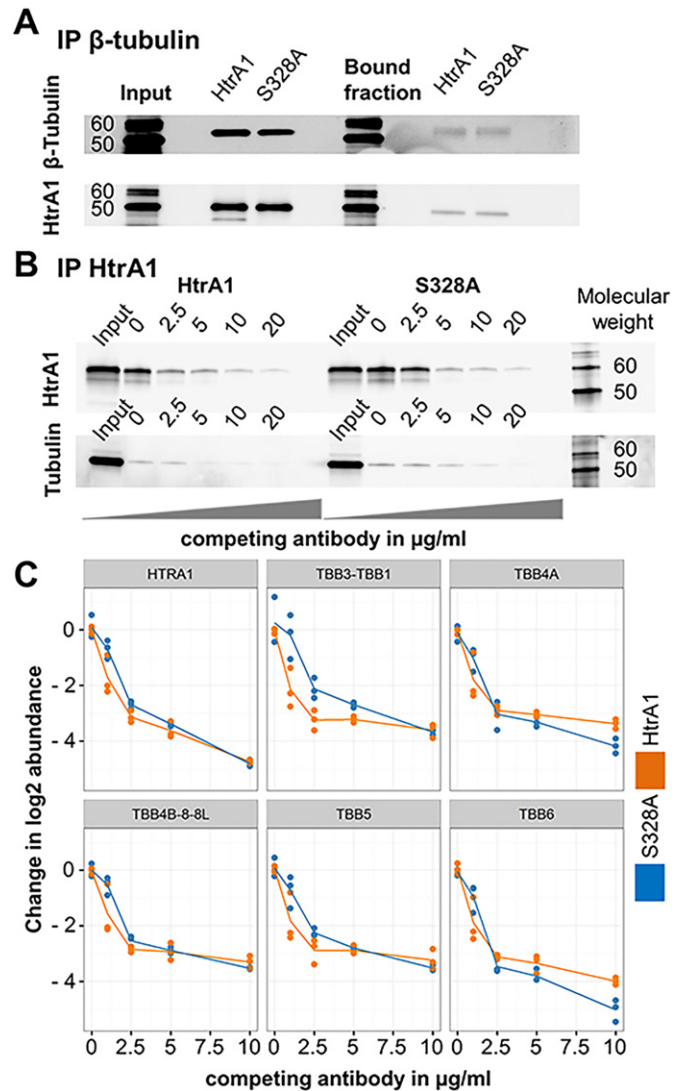 A IP β-tubulin
Input HtrA1 S328A Bound fraction HtrA1 S328A
β-Tubulin 60 50
HtrA1 60 50
B IP HtrA1
HtrA1 S328A Molecular weight
Input 0 2.5 5 10 20 Input 0 2.5 5 10 20
HtrA1 60 50
Input 0 2.5 5 10 20 Input 0 2.5 5 10 20
Tubulin 60 50
competing antibody in µg/ml
C
HTRA1 TBB3-TBB1 TBB4A
0
- 2
- 4
TBB4B-8-8L TBB5 TBB6
0
- 2
- 4
0 2.5 5 7.5 10 0 2.5 5 7.5 10 0 2.5 5 7.5 10
Change in log2 abundance
competing antibody in µg/ml
HtrA1
S328A